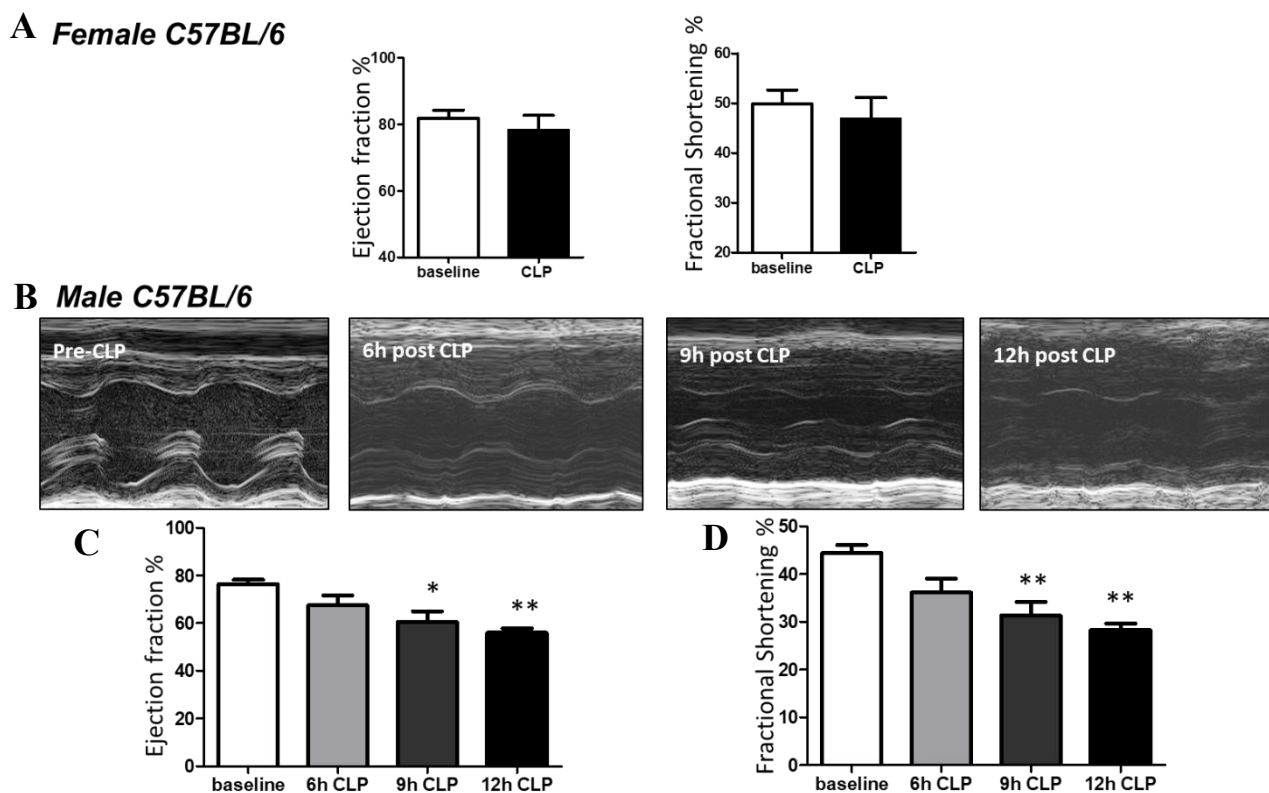 A Female C57BL/6
Ejection fraction %
100
80
60
40
baseline CLP
Fractional Shortening %
60
50
40
30
20
baseline CLP
B Male C57BL/6
Pre-CLP
6h post CLP
9h post CLP
12h post CLP
C
Ejection fraction %
100
80
60
40
20
0
*
**
baseline 6h CLP 9h CLP 12h CLP
D
Fractional Shortening %
50
40
30
20
10
0
**
**
baseline 6h CLP 9h CLP 12h CLP